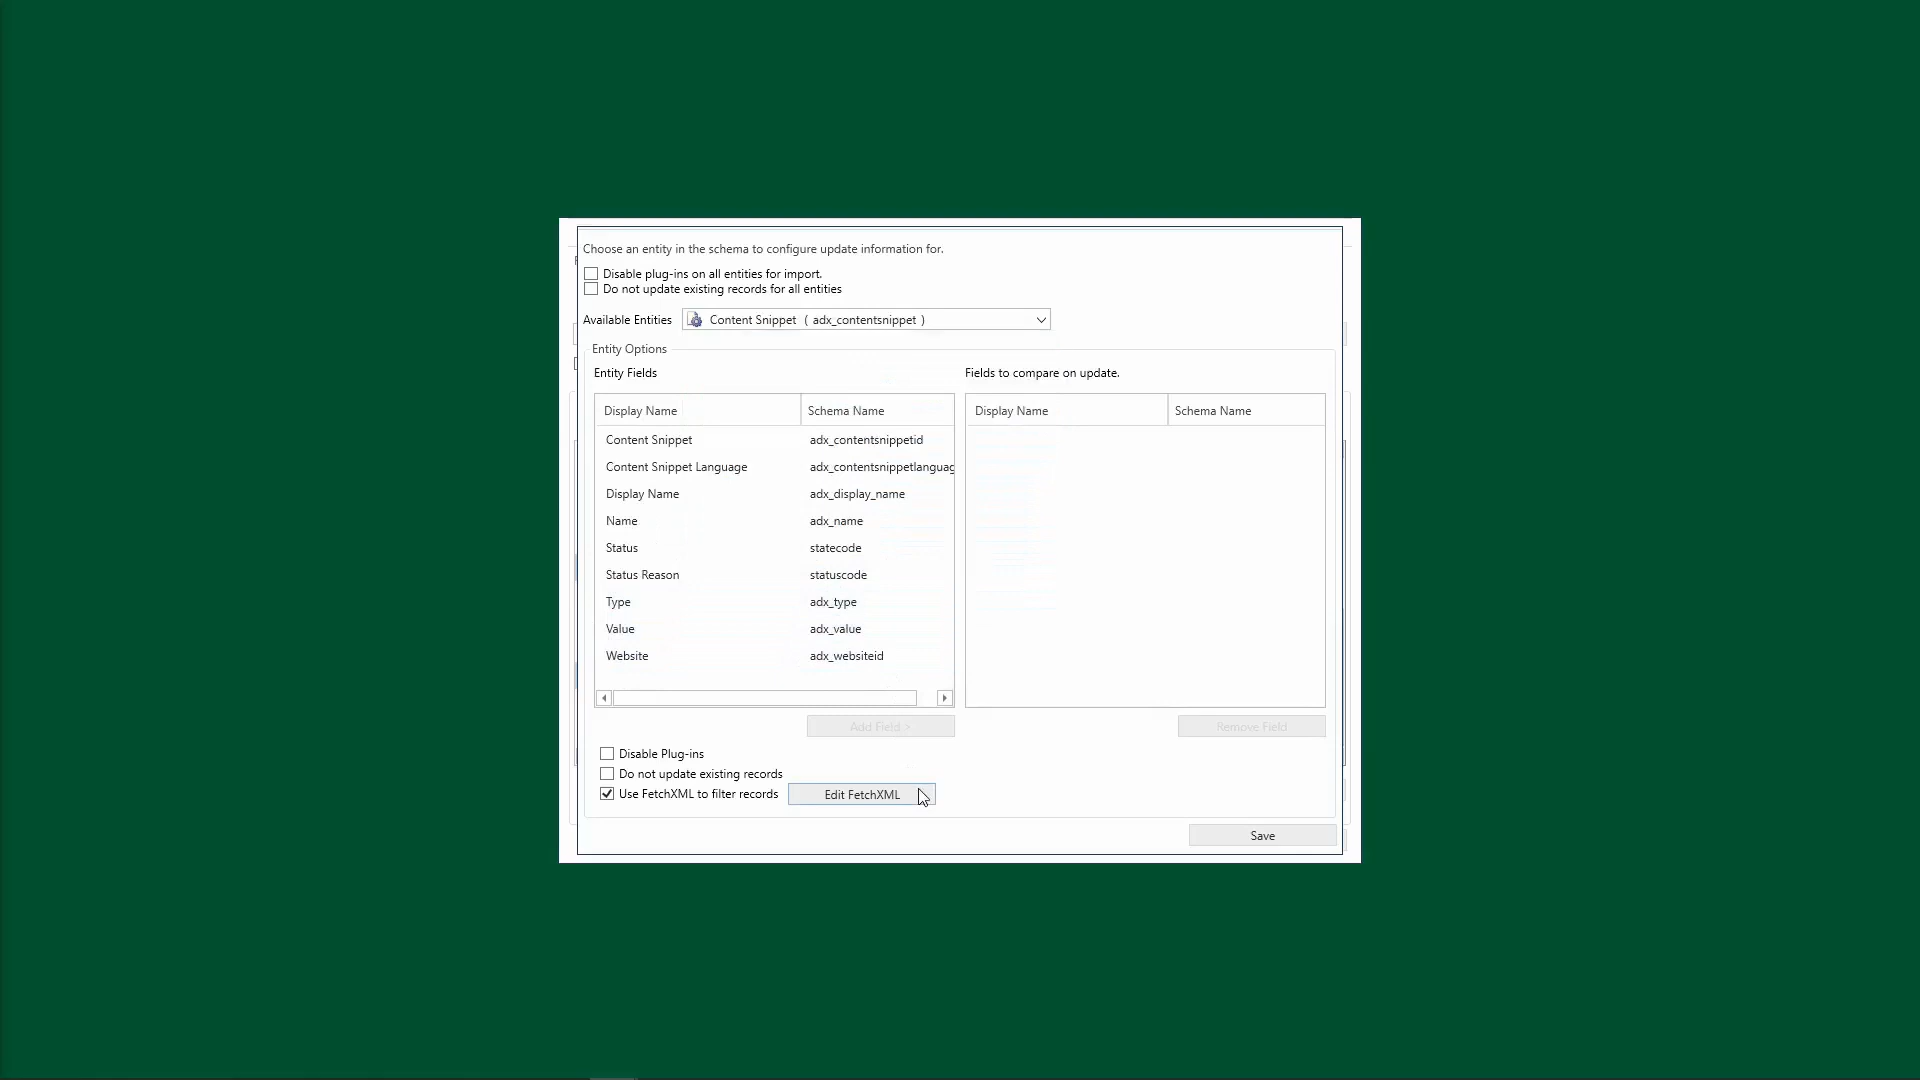 Choose an entity in the schema to configure update information for.
Disable plug-ins on all entities for import.
Do not update existing records for all entities
Available Entities Content Snippet ( adx_contentsnippet )
Entity Options
Entity Fields Fields to compare on update.
Display Name Schema Name Display Name Schema Name
Content Snippet adx_contentsnippetid
Content Snippet Language adx_contentsnippetlanguag
Display Name adx_display_name
Name adx_name
Status statecode
Status Reason statuscode
Type adx_type
Value adx_value
Website adx_websiteid
Add Field > Remove Field
Disable Plug-ins
Do not update existing records
Use FetchXML to filter records Edit FetchXML
Save